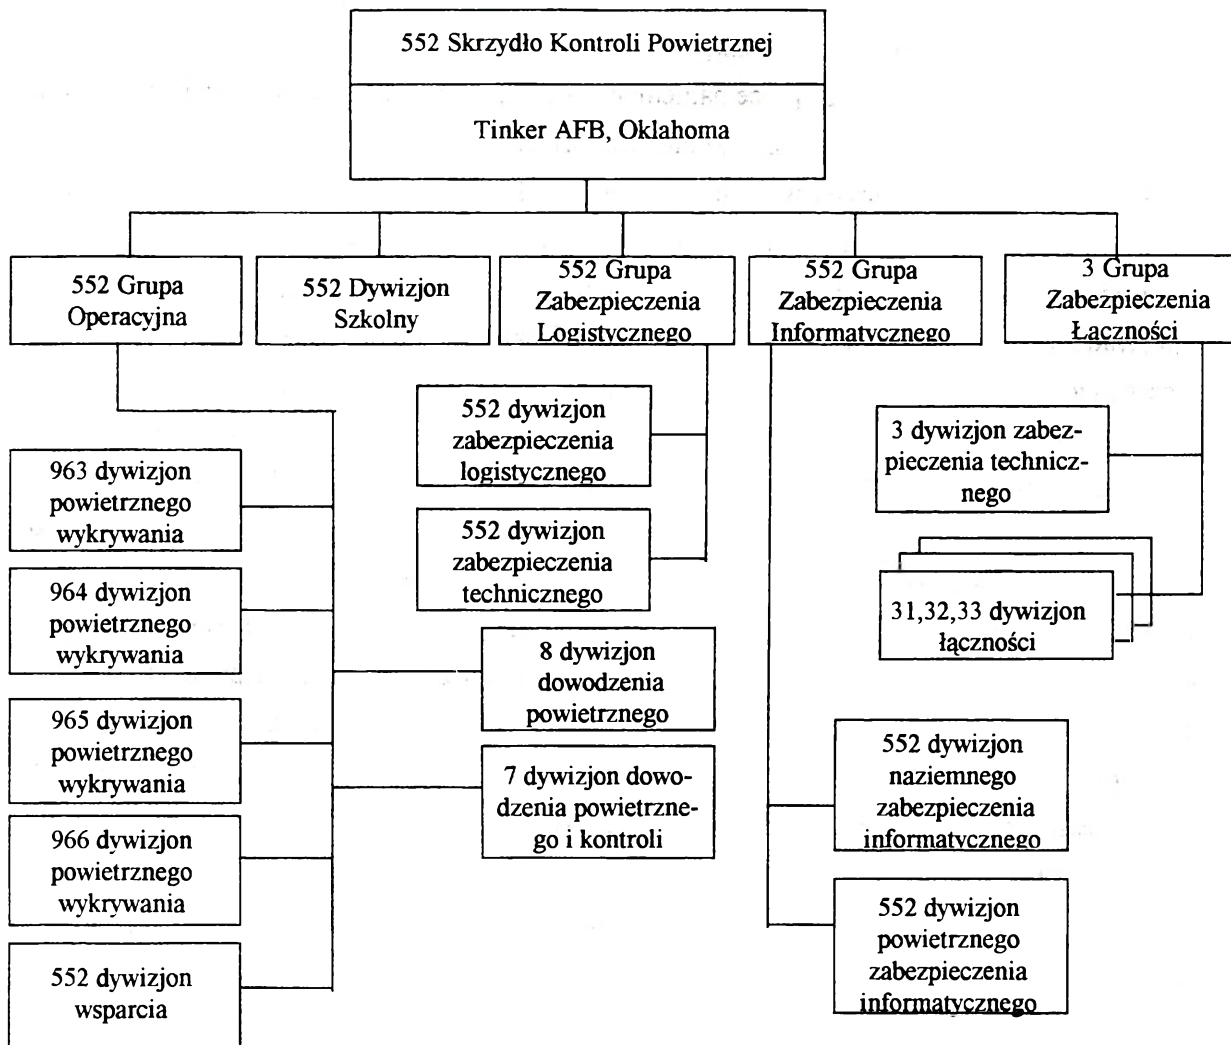 552 Skrzydło Kontroli Powietrznej
Tinker AFB, Oklahoma
552 Grupa
Operacyjna
552 Dywizjon
Szkolny
552 Grupa
Zabezpieczenia
Logistycznego
552 Grupa
Zabezpieczenia
Informatycznego
3 Grupa
Zabezpieczenia
Łączności
963 dywizjon
powietrznego
wykrywania
964 dywizjon
powietrznego
wykrywania
965 dywizjon
powietrznego
wykrywania
966 dywizjon
powietrznego
wykrywania
552 dywizjon
wsparcia
8 dywizjon
dowodzenia
powietrznego
7 dywizjon dowo-
dzenia powietrzne-
go i kontroli
552 dywizjon
zabezpieczenia
logistycznego
552 dywizjon
zabezpieczenia
technicznego
552 dywizjon
naziemnego
zabezpieczenia
informatycznego
552 dywizjon
powietrznego
zabezpieczenia
informatycznego
3 dywizjon zabez-
pieczenia technicz-
nego
31,32,33 dywizjon
łączności